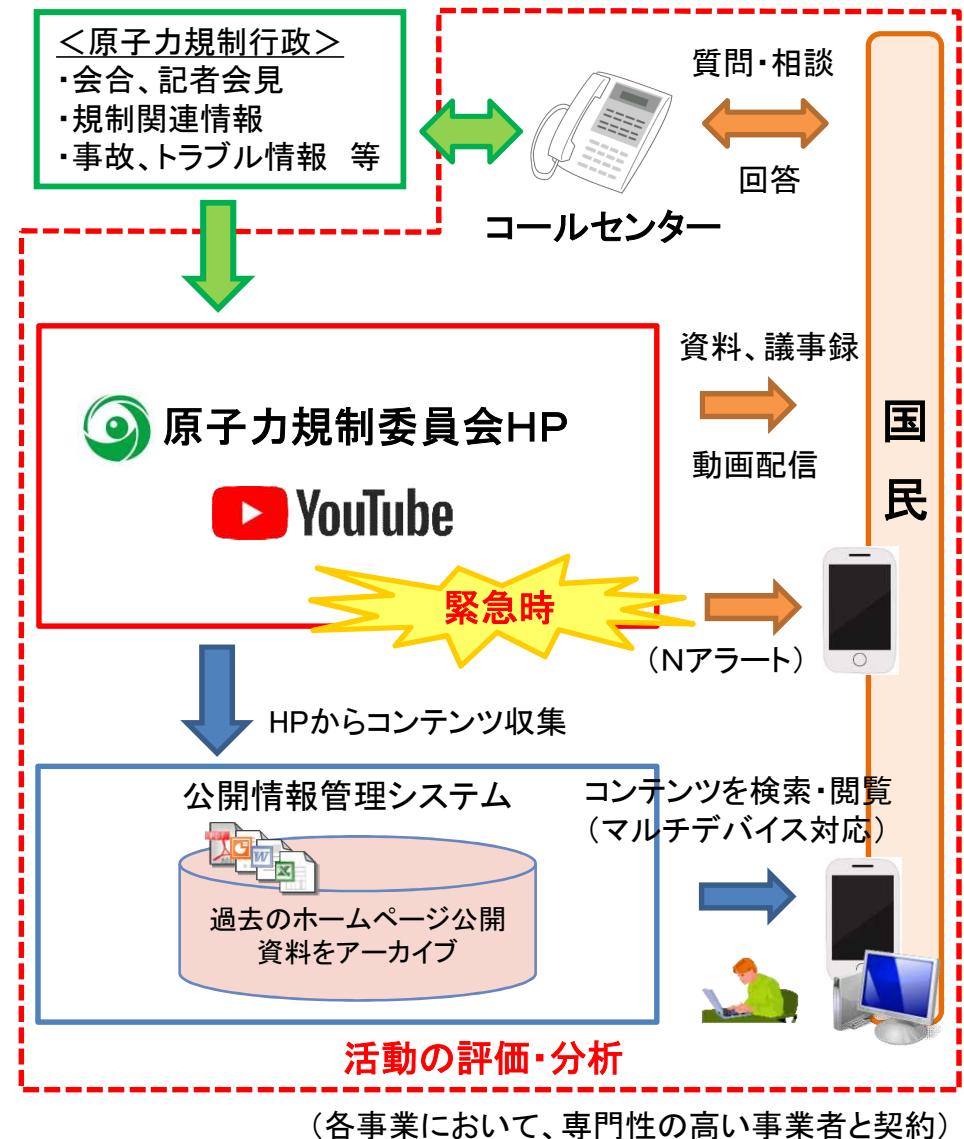 ＜原子力規制行政＞
・会合、記者会見
・規制関連情報
・事故、トラブル情報　等
質問・相談
回答
コールセンター
原子力規制委員会HP
YouTube
資料、議事録
動画配信
国民
緊急時
（Nアラート）
HPからコンテンツ収集
公開情報管理システム
W
X
過去のホームページ公開
資料をアーカイブ
コンテンツを検索・閲覧
（マルチデバイス対応）
活動の評価・分析
（各事業において、専門性の高い事業者と契約）